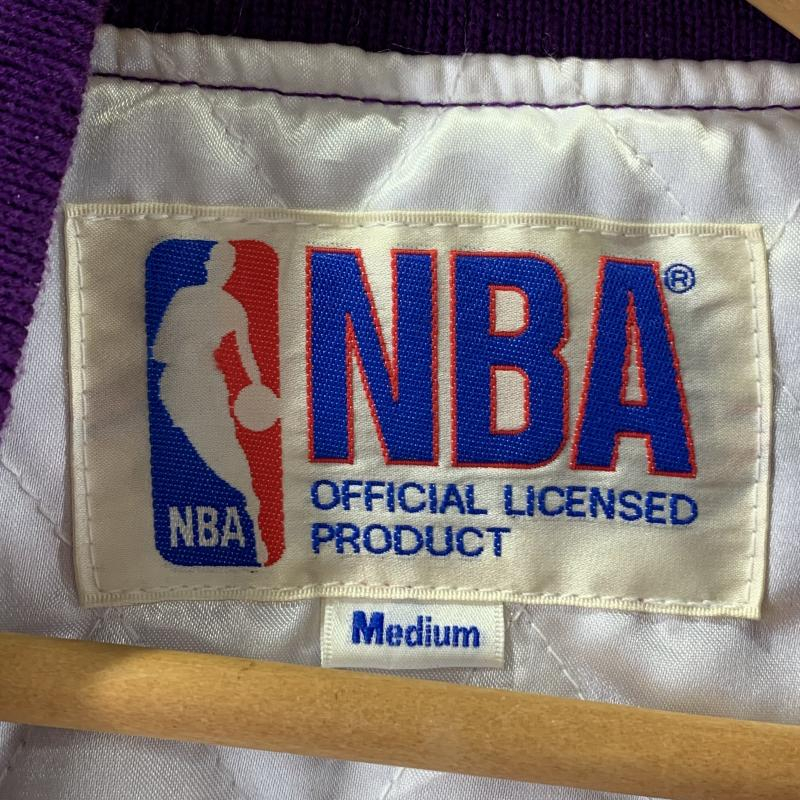 NBA®
OFFICIAL LICENSED
PRODUCT
NBA
Medium